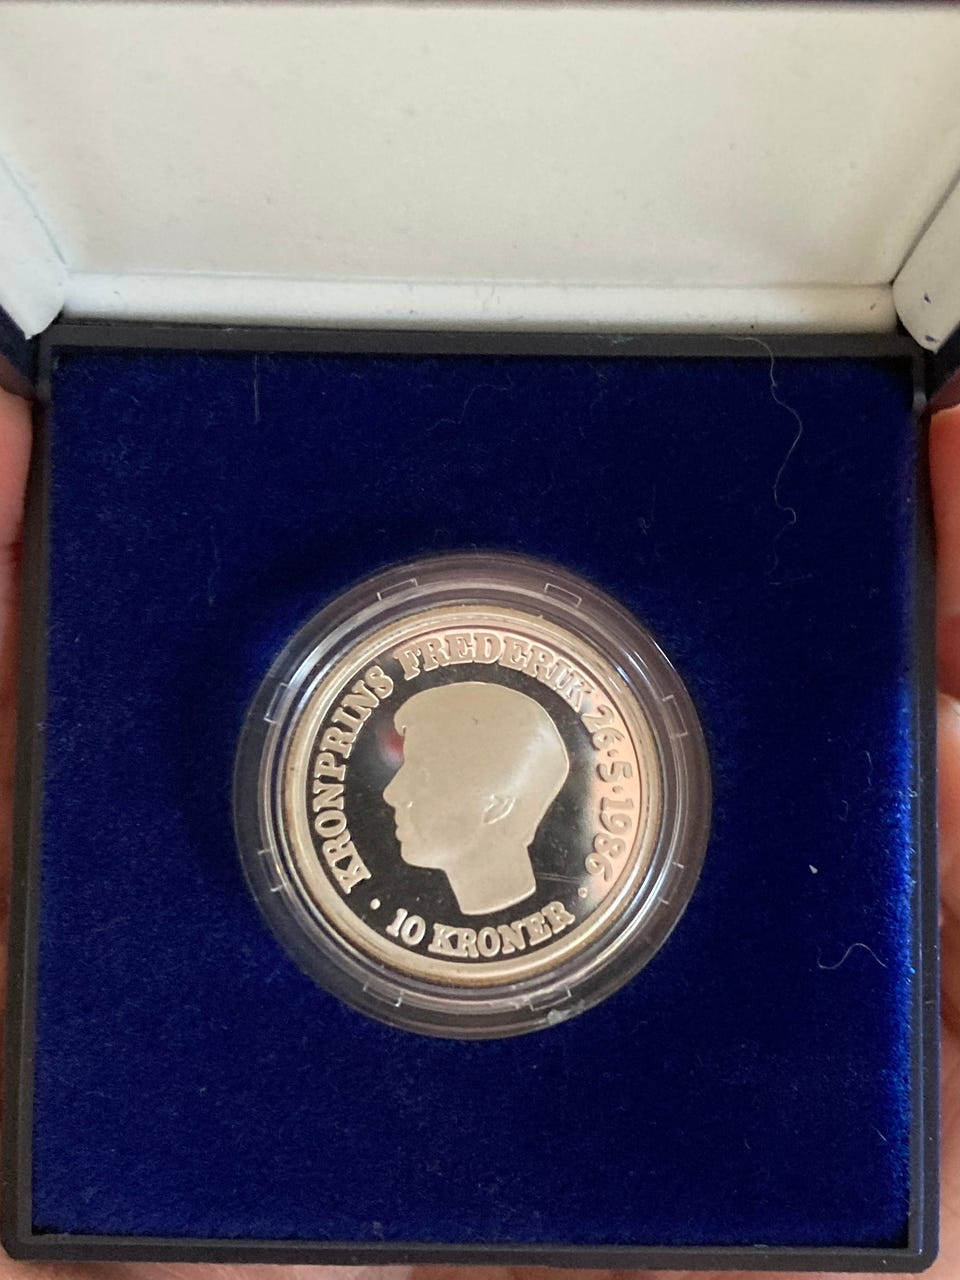 KRONPRINS FREDERIK 26·5·1986
· 10 KRONER ·